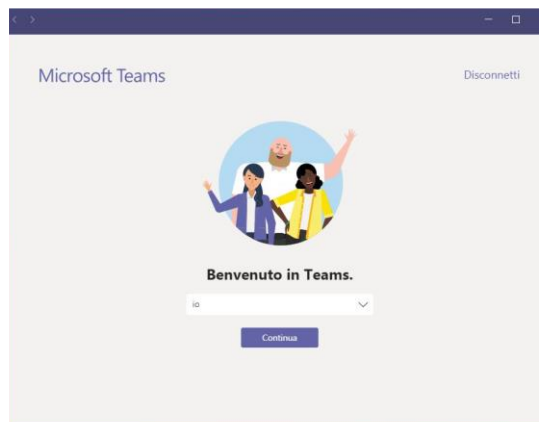 Microsoft Teams
Disconnetti
Benvenuto in Teams.
io
Continua